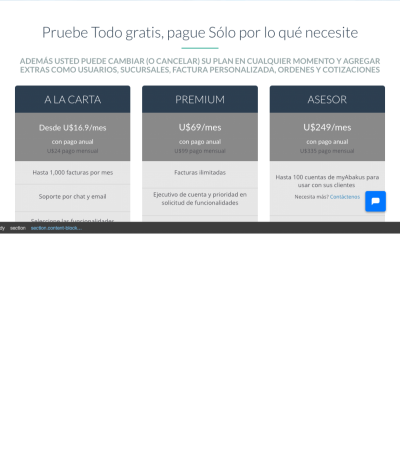 Pruebe Todo gratis, pague Sólo por lo qué necesite
ADEMÁS USTED PUEDE CAMBIAR (O CANCELAR) SU PLAN EN CUALQUIER MOMENTO Y AGREGAR
EXTRAS COMO USUARIOS, SUCURSALES, FACTURA PERSONALIZADA, ORDENES Y COTIZACIONES
A LA CARTA
Desde U$16.9/mes
con pago anual
U$24 pago mensual
Hasta 1,000 facturas por mes
Soporte por chat y email
Seleccione las funcionalidades
PREMIUM
U$69/mes
con pago anual
U$99 pago mensual
Facturas ilimitadas
Ejecutivo de cuenta y prioridad en
solicitud de funcionalidades
ASESOR
U$249/mes
con pago anual
pago mensual
Hasta 100 cuentas de myAbakus para
usar con sus clientes
Necesita más? Contáctenos
dy section section.content-block...